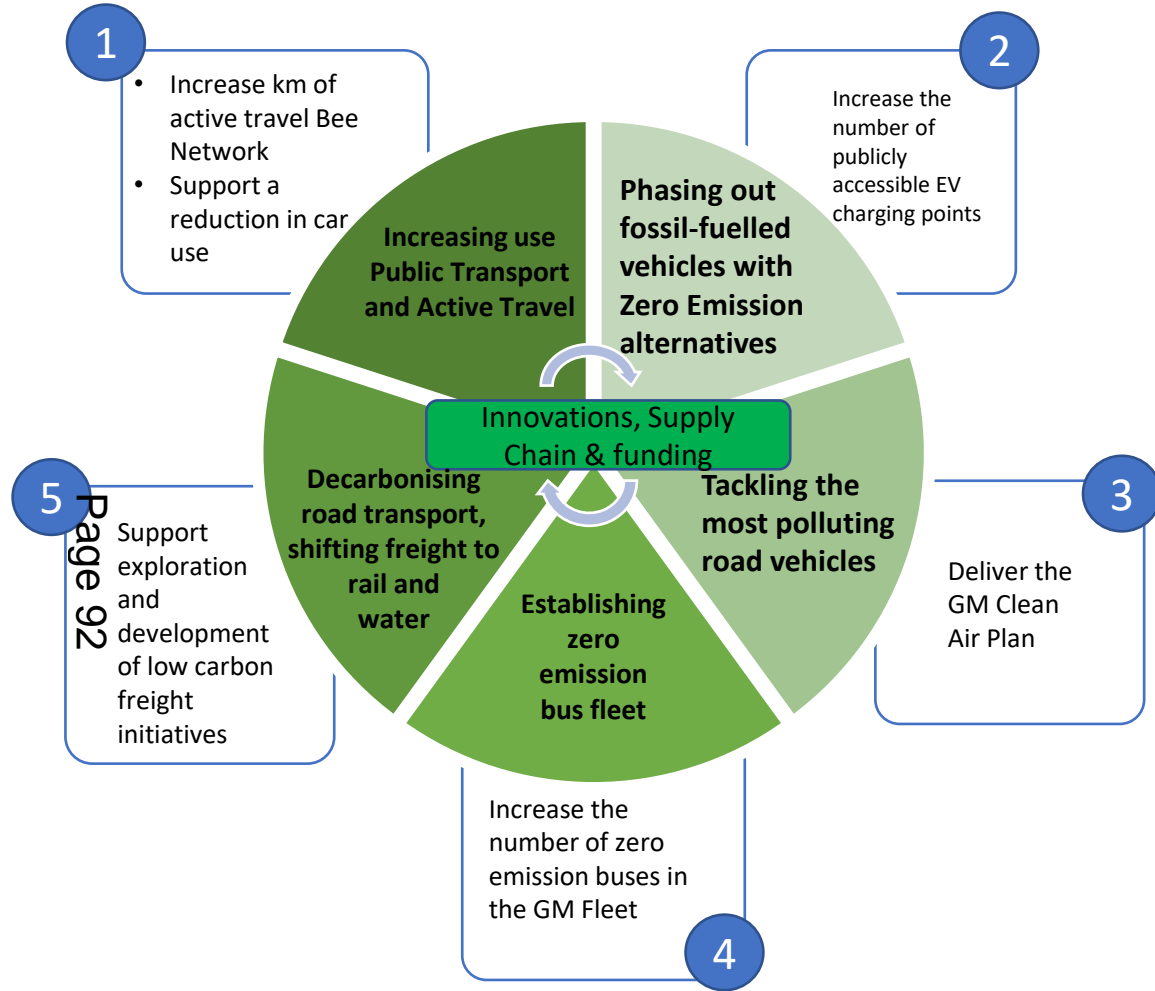 1
• Increase km of
active travel Bee
Network
• Support a
reduction in car
use
2
Increase the
number of
publicly
accessible EV
charging points
Increasing use
Public Transport
and Active Travel
Phasing out
fossil-fuelled
vehicles with
Zero Emission
alternatives
Innovations, Supply
Chain & funding
Decarbonising
road transport,
shifting freight to
rail and
water
Tackling the
most polluting
road vehicles
Establishing
zero
emission
bus fleet
5
Page 92
Support
exploration
and
development
of low carbon
freight
initiatives
3
Deliver the
GM Clean
Air Plan
Increase the
number of zero
emission buses in
the GM Fleet
4